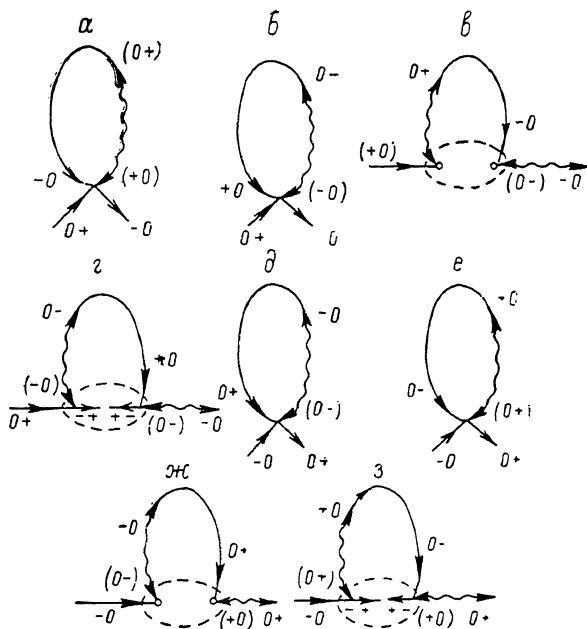 а б в
(0+) 0- 0+
-0 (+0) +0 (-0) (+0) -0 (0-) -0
0+ -0 0+ 0
г д е
0- +0 -0 -0
(-0) 0+ (0-) 0- (0+)
0+ - + + - (0-) -0 -0 0+ -0 0+
ж з
-0 0+ +0 0-
(0-) (0+)
-0 (+0) 0+ -0 - + + - (+0) 0+